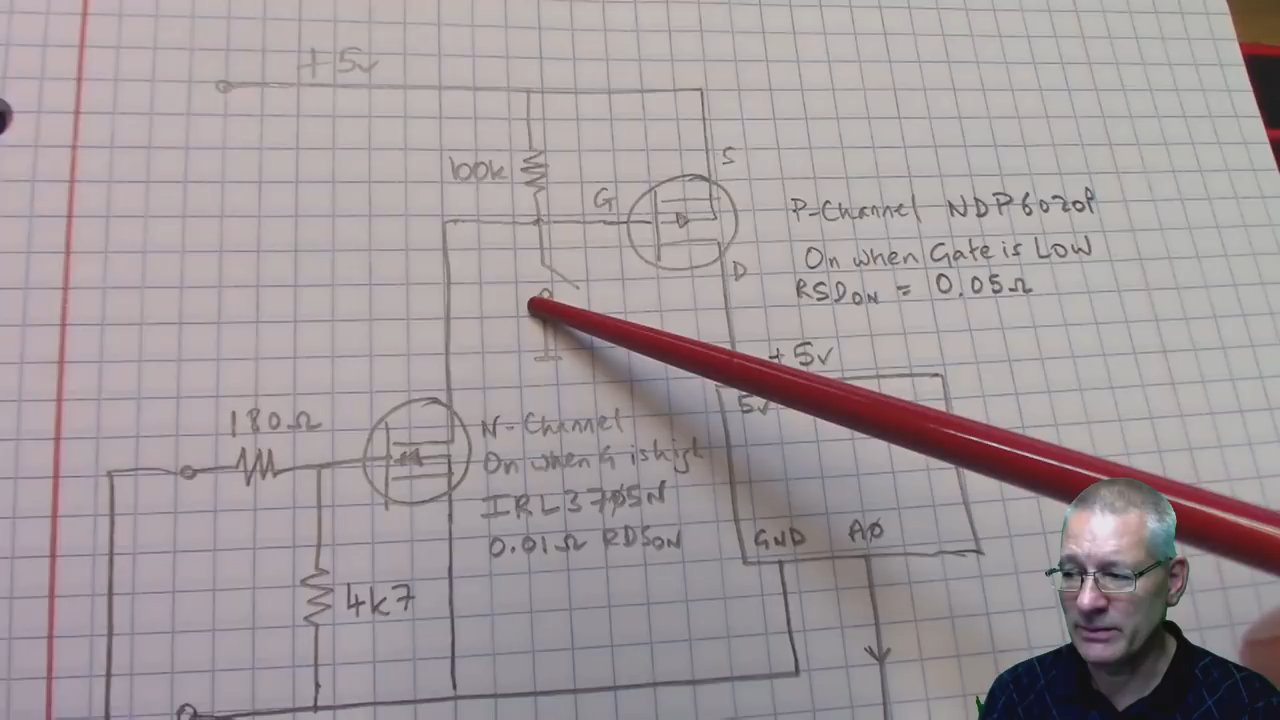 +5v
100k
S
G
D
P-Channel NDP6020P
On when Gate is Low
RSDON = 0.05Ω
+5v
5v
GND
A0
180Ω
N-Channel
On when G is high
IRL3705N
0.01Ω RDSON
4k7